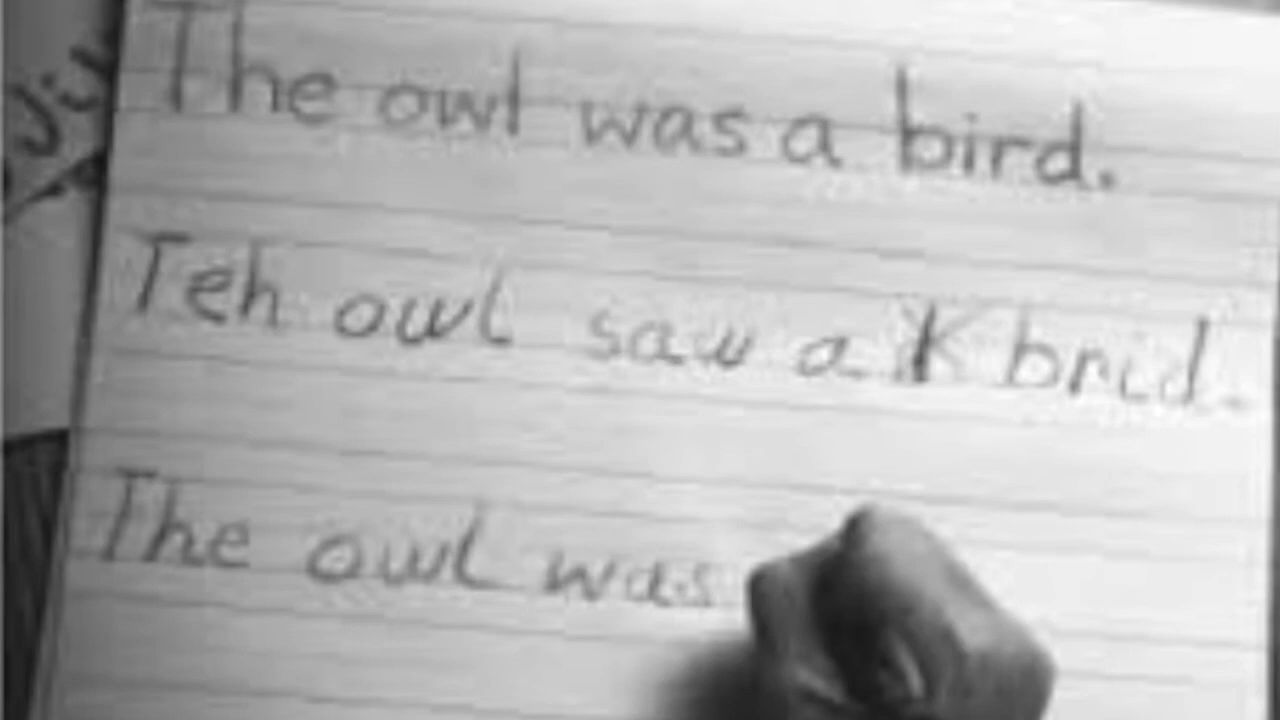 The owl was a bird.
Teh owl saw a k brid.
The owl was